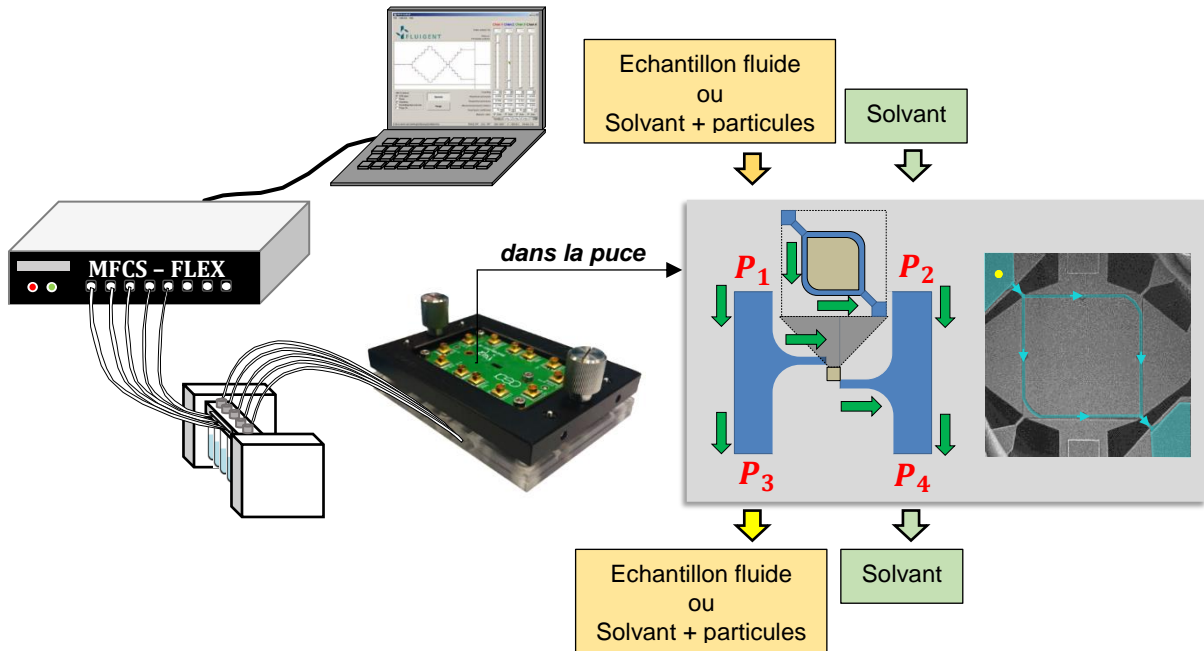 FLUIGENT
Echantillon fluide
ou
Solvant + particules
Solvant
MFCS – FLEX
dans la puce
P1
P2
P3
P4
Echantillon fluide
ou
Solvant + particules
Solvant